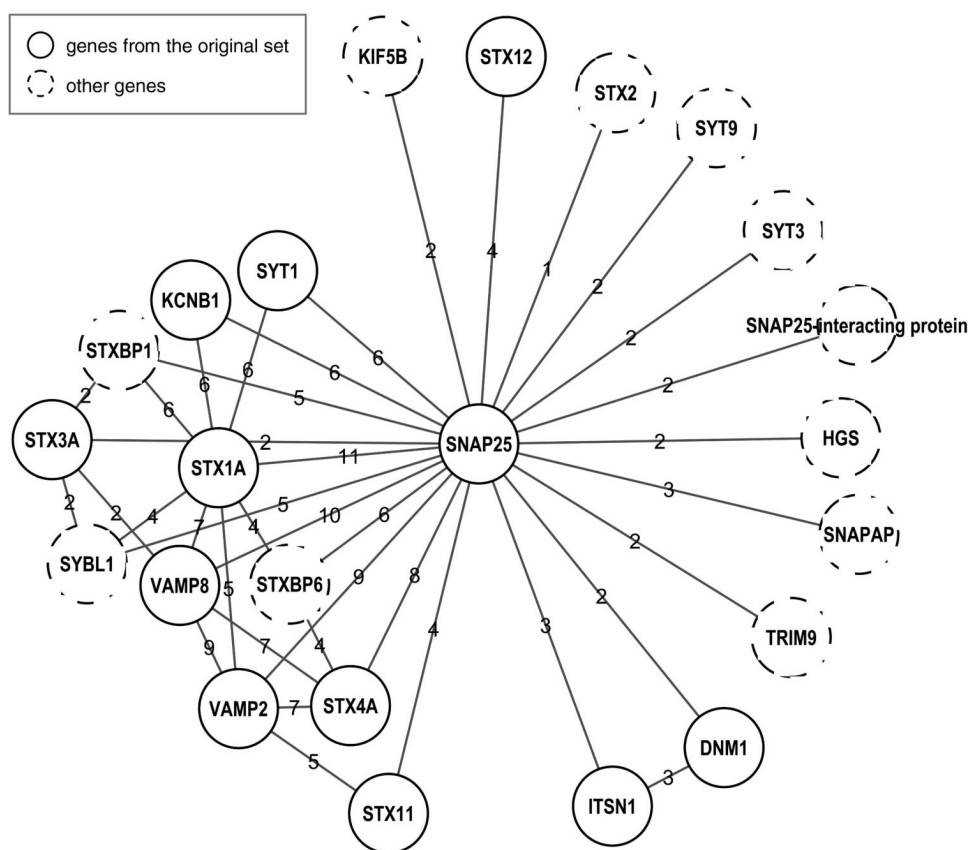 genes from the original set
other genes
KIF5B
STX12
STX2
SYT9
SYT3
SNAP25-interacting protein
HGS
SNAPAP
TRIM9
DNM1
ITSN1
STX11
STX4A
VAMP2
STXBP6
VAMP8
SYBL1
STX1A
STX3A
STXBP1
KCNB1
SYT1
SNAP25
2
4
1
2
2
2
2
3
2
2
3
4
8
9
6
10
5
11
2
5
6
6
6
6
6
2
2
2
4
7
4
5
9
7
4
7
5
3